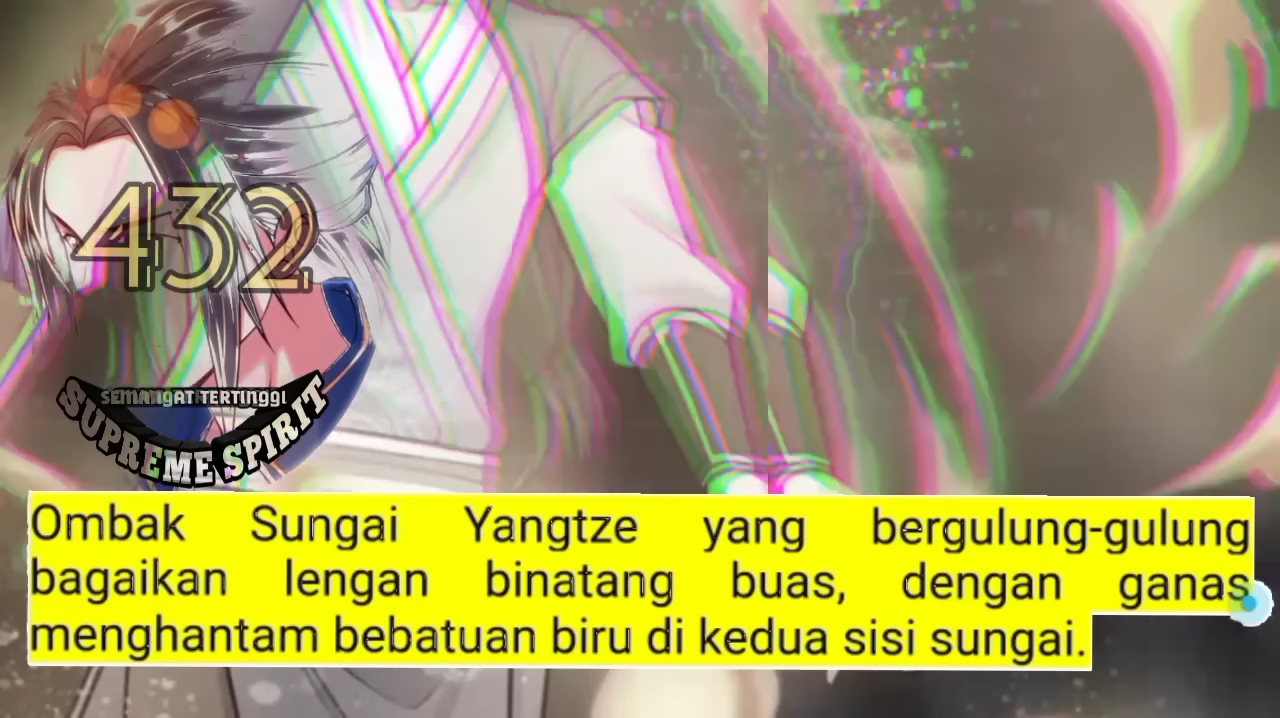 432
SEMANGAT TERTINGGI
SUPREME SPIRIT
Ombak Sungai Yangtze yang bergulung-gulung
bagaikan lengan binatang buas, dengan ganas
menghantam bebatuan biru di kedua sisi sungai.